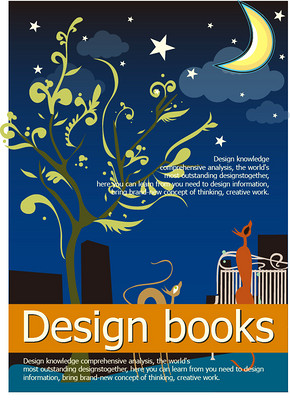 Design knowledge
comprehensive analysis, the world's
most outstanding designstogether,
here you can learn from you need to design information,
bring brand-new concept of thinking, creative work.
Design books
Design knowledge comprehensive analysis, the world's
most outstanding designstogether, here you can learn from you need to design
information, bring brand-new concept of thinking, creative work.